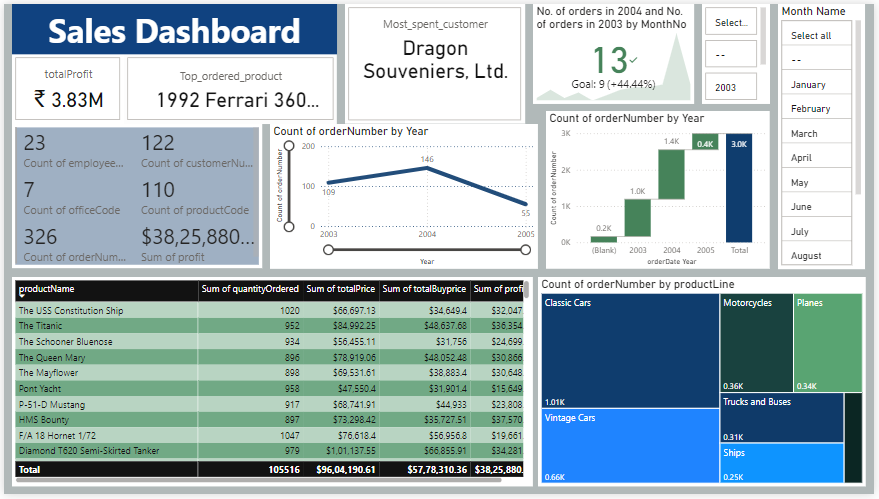 Sales Dashboard
totalProfit
₹ 3.83M
Top_ordered_product
1992 Ferrari 360...
Most_spent_customer
Dragon
Souveniers, Ltd.
No. of orders in 2004 and No.
of orders in 2003 by MonthNo
13
Goal: 9 (+44.44%)
Select...
--
2003
Month Name
Select all
--
January
February
March
April
May
June
July
August
23
Count of employee...
122
Count of customerNu...
7
Count of officeCode
110
Count of productCode
326
Count of orderNum...
$38,25,880....
Sum of profit
Count of orderNumber by Year
Count of orderNumber
200
100
0
109
146
55
2003
2004
2005
Year
Count of orderNumber by Year
Count of orderNumber
3K
2K
1K
0K
0.2K
1.0K
1.4K
0.4K
3.0K
(Blank)
2003
2004
2005
Total
orderDate Year
productName Sum of quantityOrdered Sum of totalPrice Sum of totalBuyprice Sum of profi
The USS Constitution Ship 1020 $66,697.13 $34,649.4 $32,047.
The Titanic 952 $84,992.25 $48,637.68 $36,354
The Schooner Bluenose 934 $56,455.11 $31,756 $24,699
The Queen Mary 896 $78,919.06 $48,052.48 $30,866
The Mayflower 898 $69,531.61 $38,883.4 $30,648
Pont Yacht 958 $47,550.4 $31,901.4 $15,649
P-51-D Mustang 917 $68,741.91 $44,933 $23,808
HMS Bounty 897 $73,298.42 $35,727.51 $37,570
F/A 18 Hornet 1/72 1047 $76,618.4 $56,956.8 $19,661
Diamond T620 Semi-Skirted Tanker 979 $1,01,137.55 $66,855.91 $34,281
Total 105516 $96,04,190.61 $57,78,310.36 $38,25,880.
Count of orderNumber by productLine
Classic Cars
1.01K
Vintage Cars
0.66K
Motorcycles
0.36K
Planes
0.34K
Trucks and Buses
0.31K
Ships
0.25K